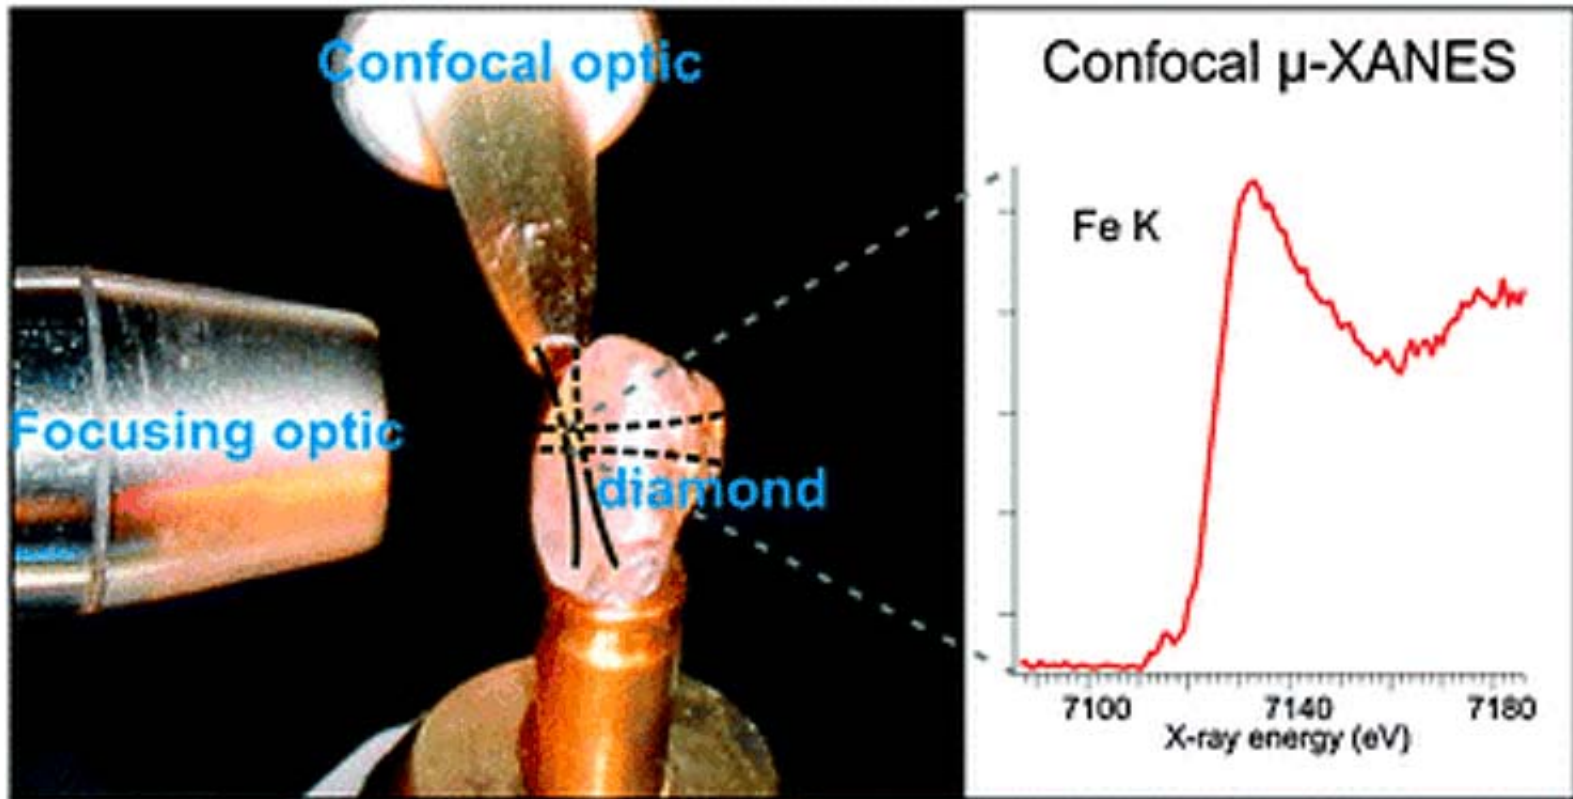 Confocal optic
Focusing optic
diamond
Confocal μ-XANES
Fe K
7100 7140 7180
X-ray energy (eV)